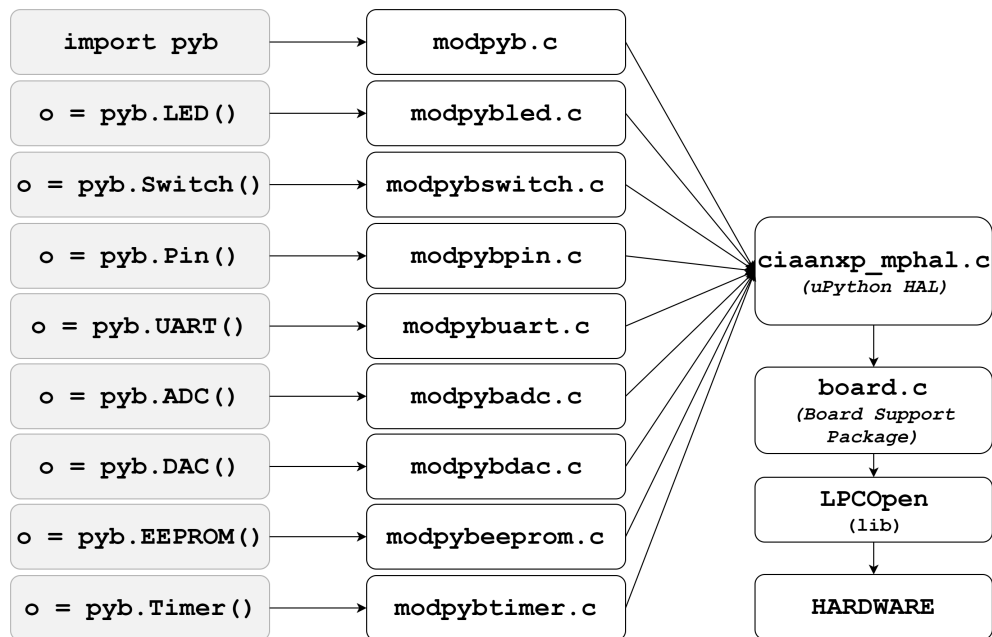 import pyb
modpyb.c
o = pyb.LED()
modpybled.c
o = pyb.Switch()
modpybswitch.c
o = pyb.Pin()
modpybpin.c
o = pyb.UART()
modpybuart.c
o = pyb.ADC()
modpybadc.c
o = pyb.DAC()
modpybdac.c
o = pyb.EEPROM()
modpybeeprom.c
o = pyb.Timer()
modpybtimer.c
ciaanxp_mphal.c
(uPython HAL)
board.c
(Board Support
Package)
LPCOpen
(lib)
HARDWARE